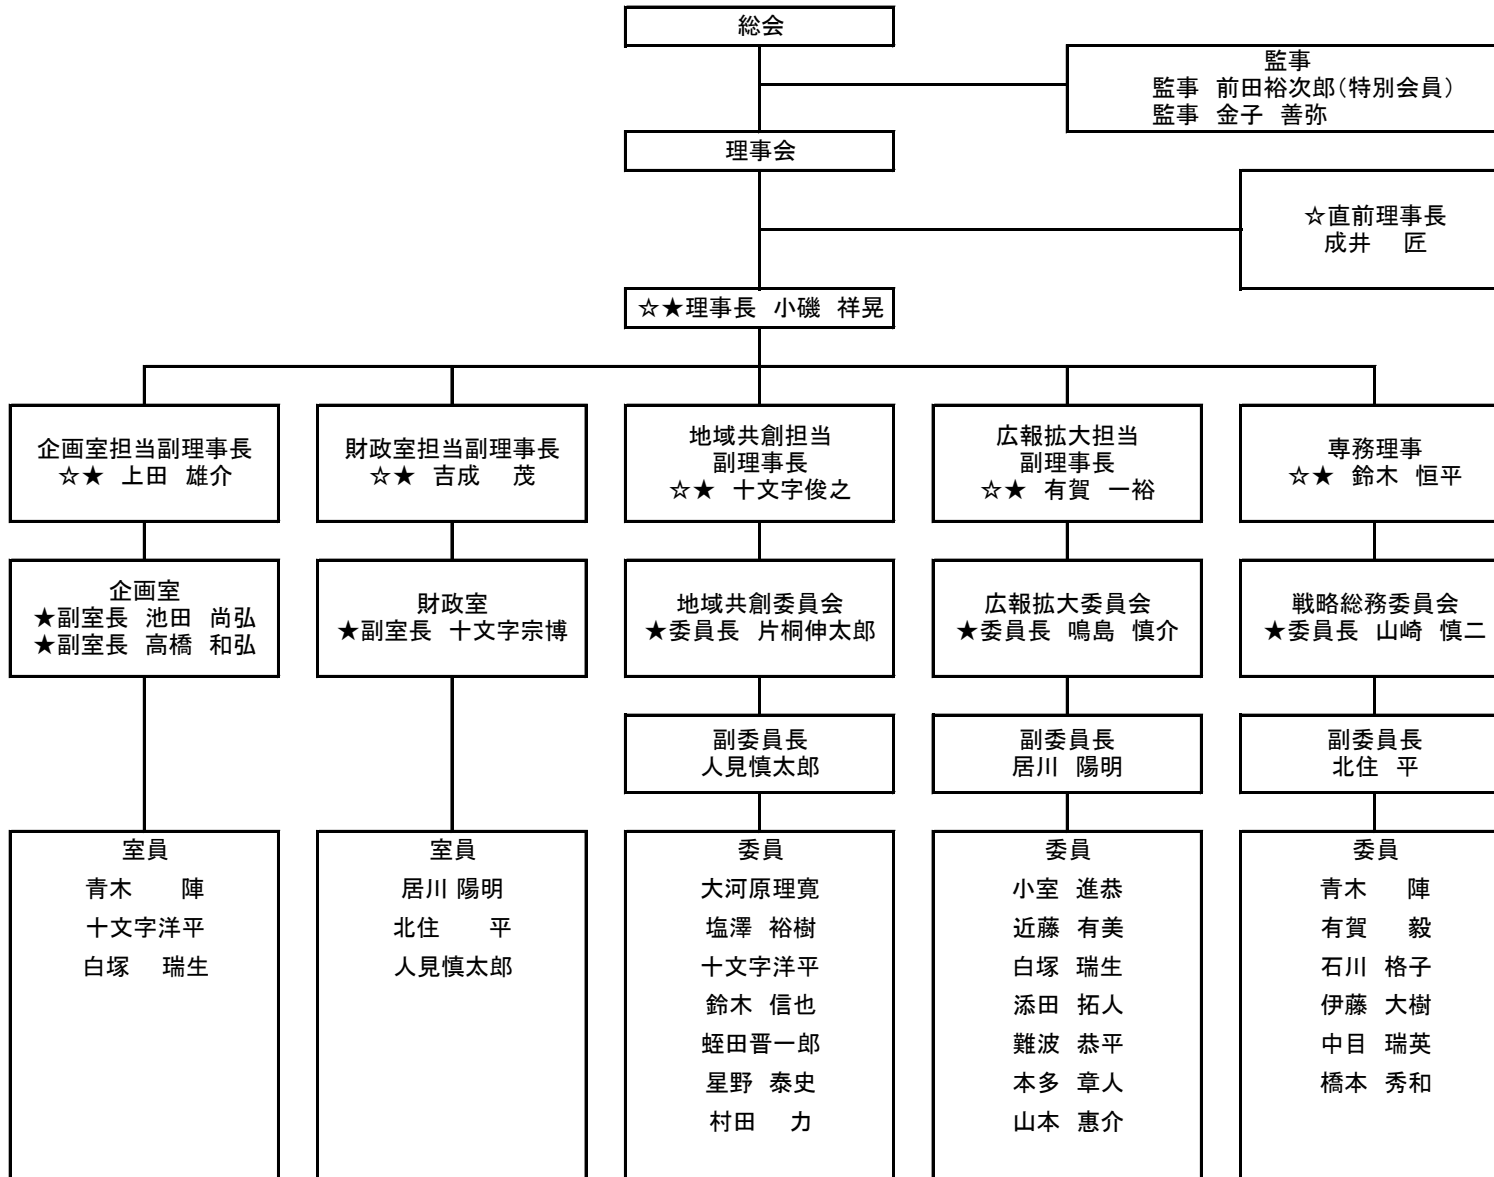 総会
監事
監事 前田裕次郎（特別会員）
監事 金子 善弥
理事会
☆直前理事長
成井 匠
☆★理事長 小磯 祥晃
企画室担当副理事長
☆★ 上田 雄介
財政室担当副理事長
☆★ 吉成 茂
地域共創担当
副理事長
☆★ 十文字俊之
広報拡大担当
副理事長
☆★ 有賀 一裕
専務理事
☆★ 鈴木 恒平
企画室
★副室長 池田 尚弘
★副室長 高橋 和弘
財政室
★副室長 十文字宗博
地域共創委員会
★委員長 片桐伸太郎
広報拡大委員会
★委員長 鳴島 慎介
戦略総務委員会
★委員長 山崎 慎二
副委員長
人見慎太郎
副委員長
居川 陽明
副委員長
北住 平
室員
青木 陣
十文字洋平
白塚 瑞生
室員
居川 陽明
北住 平
人見慎太郎
委員
大河原理寛
塩澤 裕樹
十文字洋平
鈴木 信也
蛭田晋一郎
星野 泰史
村田 力
委員
小室 進恭
近藤 有美
白塚 瑞生
添田 拓人
難波 恭平
本多 章人
山本 惠介
委員
青木 陣
有賀 毅
石川 格子
伊藤 大樹
中目 瑞英
橋本 秀和